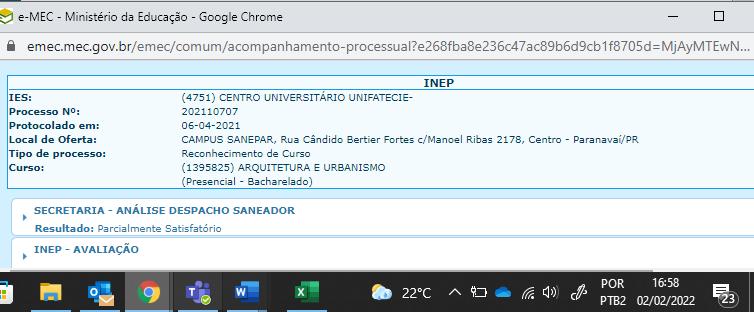 e-MEC - Ministério da Educação - Google Chrome
emec.mec.gov.br/emec/comum/acompanhamento-processual?e268fba8e236c47ac89b6d9cb1f8705d=MjAyMTEwN...
INEP
IES: (4751) CENTRO UNIVERSITÁRIO UNIFATECIE-
Processo Nº: 202110707
Protocolado em: 06-04-2021
Local de Oferta: CAMPUS SANEPAR, Rua Cândido Bertier Fortes c/Manoel Ribas 2178, Centro - Paranavaí/PR
Tipo de processo: Reconhecimento de Curso
Curso: (1395825) ARQUITETURA E URBANISMO
(Presencial - Bacharelado)
SECRETARIA - ANÁLISE DESPACHO SANEADOR
Resultado: Parcialmente Satisfatório
INEP - AVALIAÇÃO
22°C
POR
PTB2
16:58
02/02/2022
23